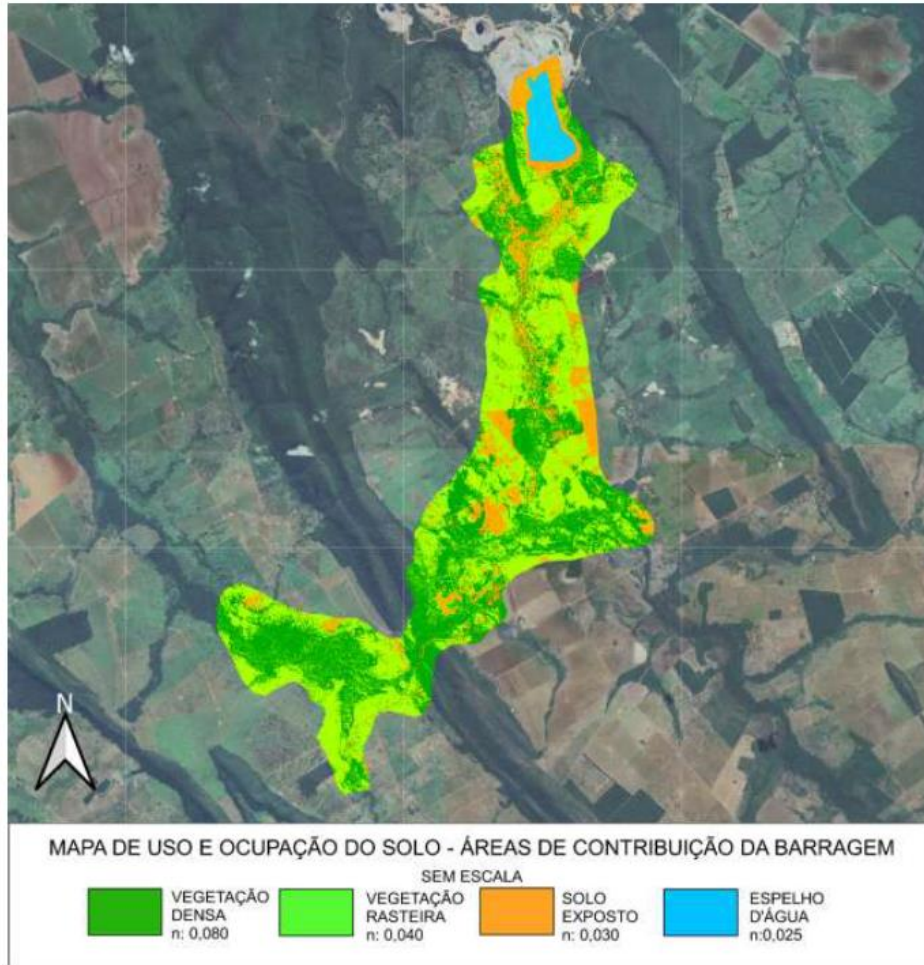 N
MAPA DE USO E OCUPAÇÃO DO SOLO - ÁREAS DE CONTRIBUIÇÃO DA BARRAGEM
SEM ESCALA
VEGETAÇÃO
DENSA
n: 0,080
VEGETAÇÃO
RASTEIRA
n: 0,040
SOLO
EXPOSTO
n: 0,030
ESPELHO
D'ÁGUA
n:0,025